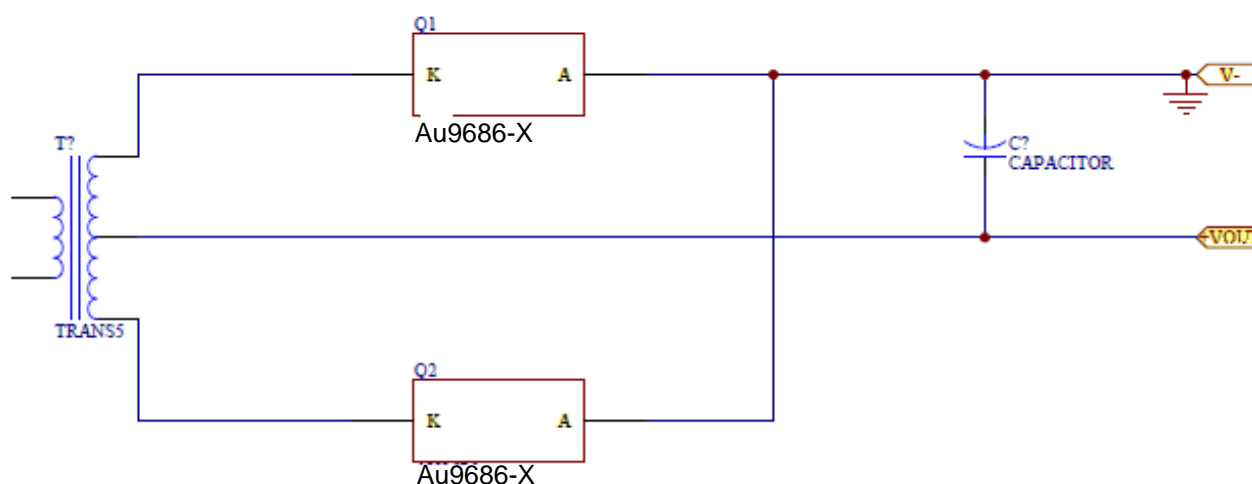 Q1
K A
V-
Au9686-X
T?
C?
CAPACITOR
+VOUT
TRANS5
Q2
K A
Au9686-X